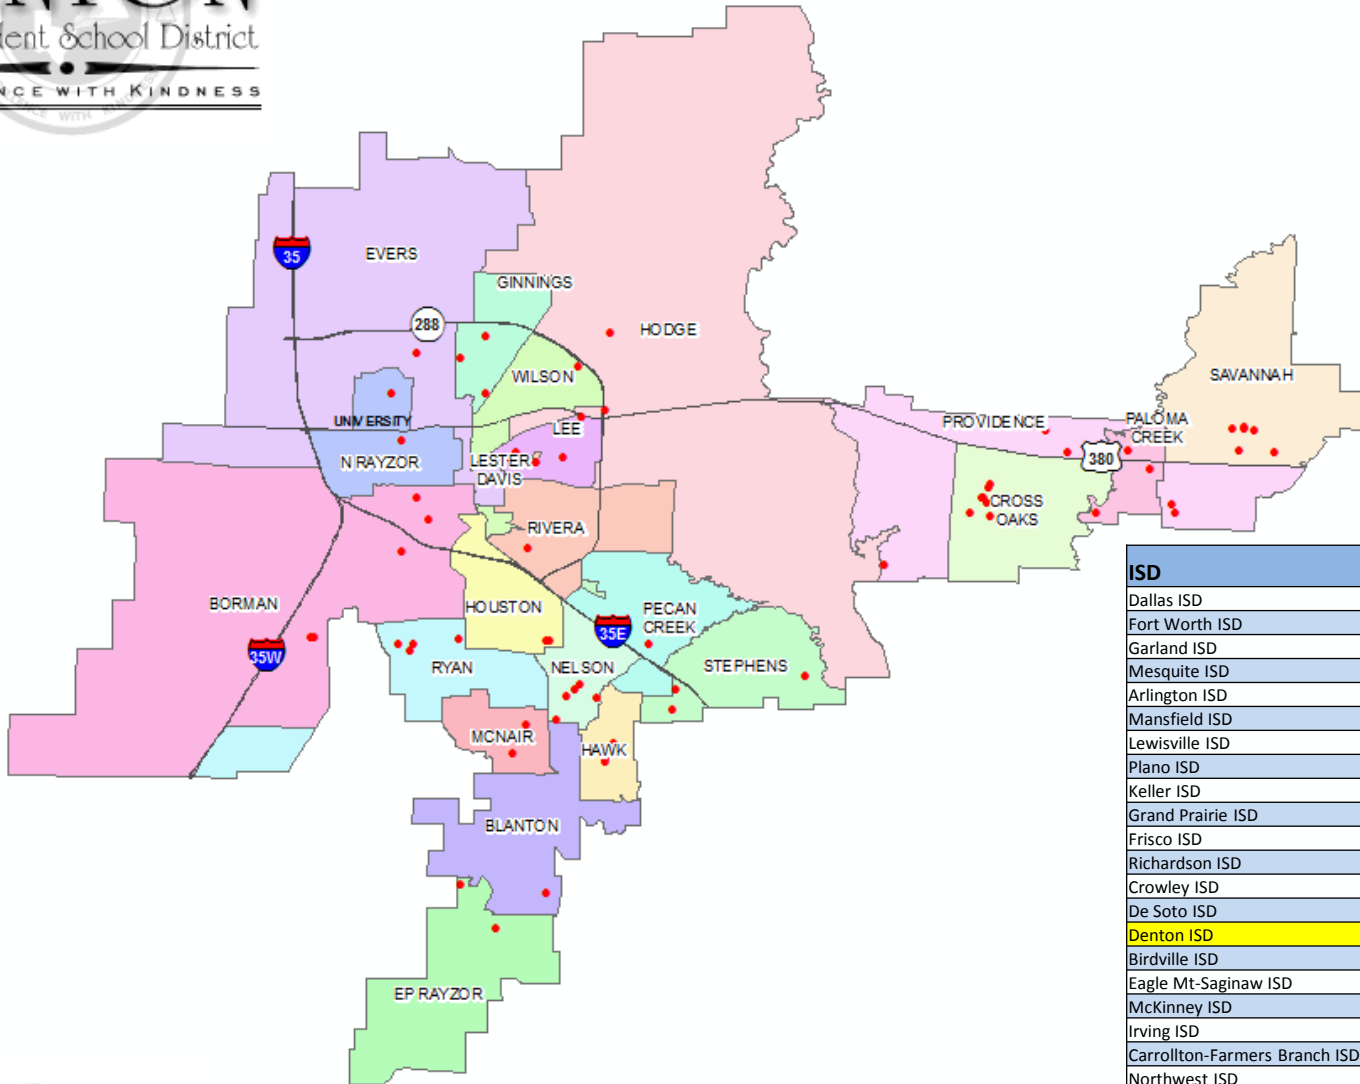 dent School District
NCE WITH KINDNESS
EVERS
35
GINNINGS
288
HODGE
WILSON
SAVANNAH
UNIVERSITY
LEE
PROVIDENCE
PALOMA
CREEK
380
N RAYZOR
LESTER
DAVIS
CROSS
OAKS
RIVERA
BORMAN
HOUSTON
PECAN
CREEK
35E
35W
RYAN
NELSON
STEPHENS
MCNAIR
HAWK
BLANTON
EP RAYZOR
ISD
Dallas ISD
Fort Worth ISD
Garland ISD
Mesquite ISD
Arlington ISD
Mansfield ISD
Lewisville ISD
Plano ISD
Keller ISD
Grand Prairie ISD
Frisco ISD
Richardson ISD
Crowley ISD
De Soto ISD
Denton ISD
Birdville ISD
Eagle Mt-Saginaw ISD
McKinney ISD
Irving ISD
Carrollton-Farmers Branch ISD
Northwest ISD